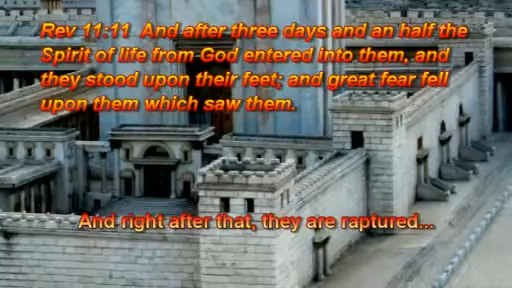 Rev 11:11  And after three days and an half the
Spirit of life from God entered into them, and
they stood upon their feet; and great fear fell
upon them which saw them.
And right after that, they are raptured...